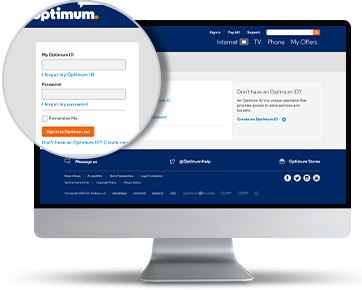 optimum.
My Optimum ID
I forgot my Optimum ID
Password
I forgot my password
Remember Me
Sign in to Optimum.net
Don't have an Optimum ID? Create one
Sign in Pay bill Support
Internet TV Phone My Offers
Don't have an Optimum ID?
An Optimum ID is a unique username that
provides access to extra services and
benefits.
Create an Optimum ID
Message us @OptimumHelp Optimum Stores